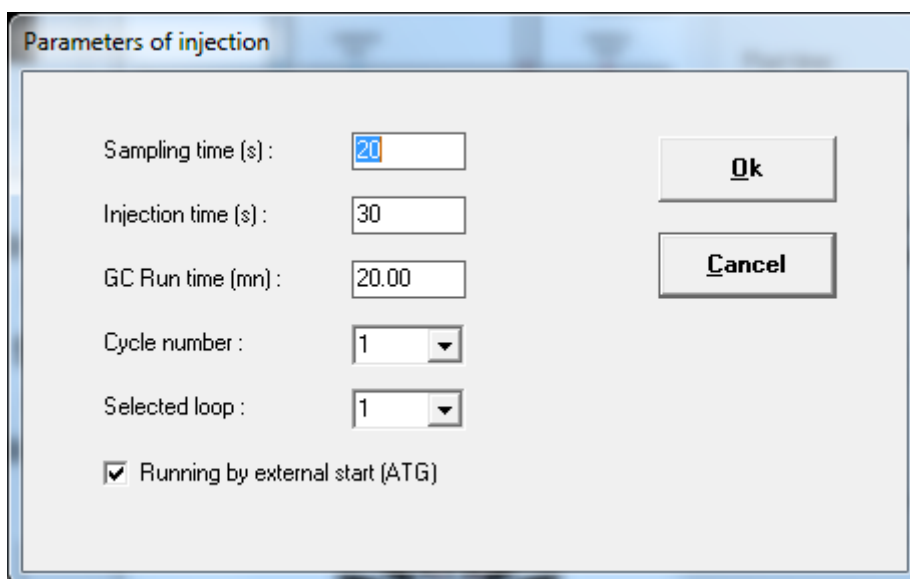 Parameters of injection
Sampling time (s) : 20
Ok
Injection time (s) : 30
Cancel
GC Run time (mn) : 20.00
Cycle number : 1
Selected loop : 1
Running by external start (ATG)